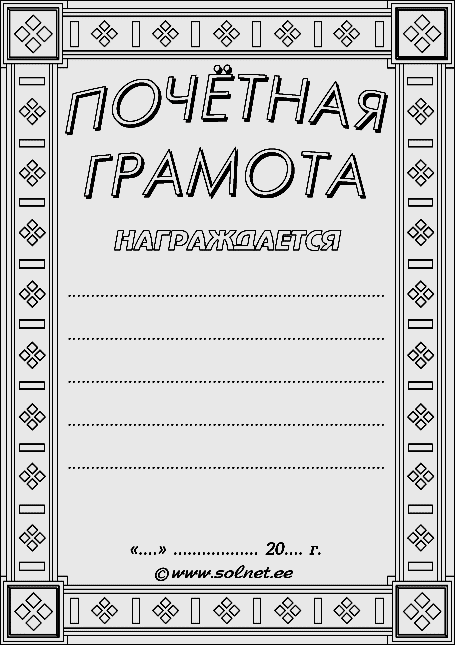 ПОЧЁТНАЯ
ГРАМОТА
НАГРАЖДАЕТСЯ
«....» .................. 20.... г.
© www.solnet.ee